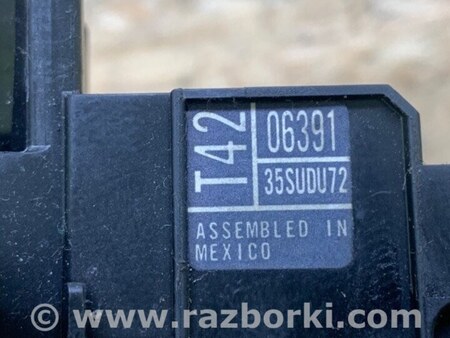 T42
06391
35SUDU72
ASSEMBLED IN
MEXICO
© www.razborki.com